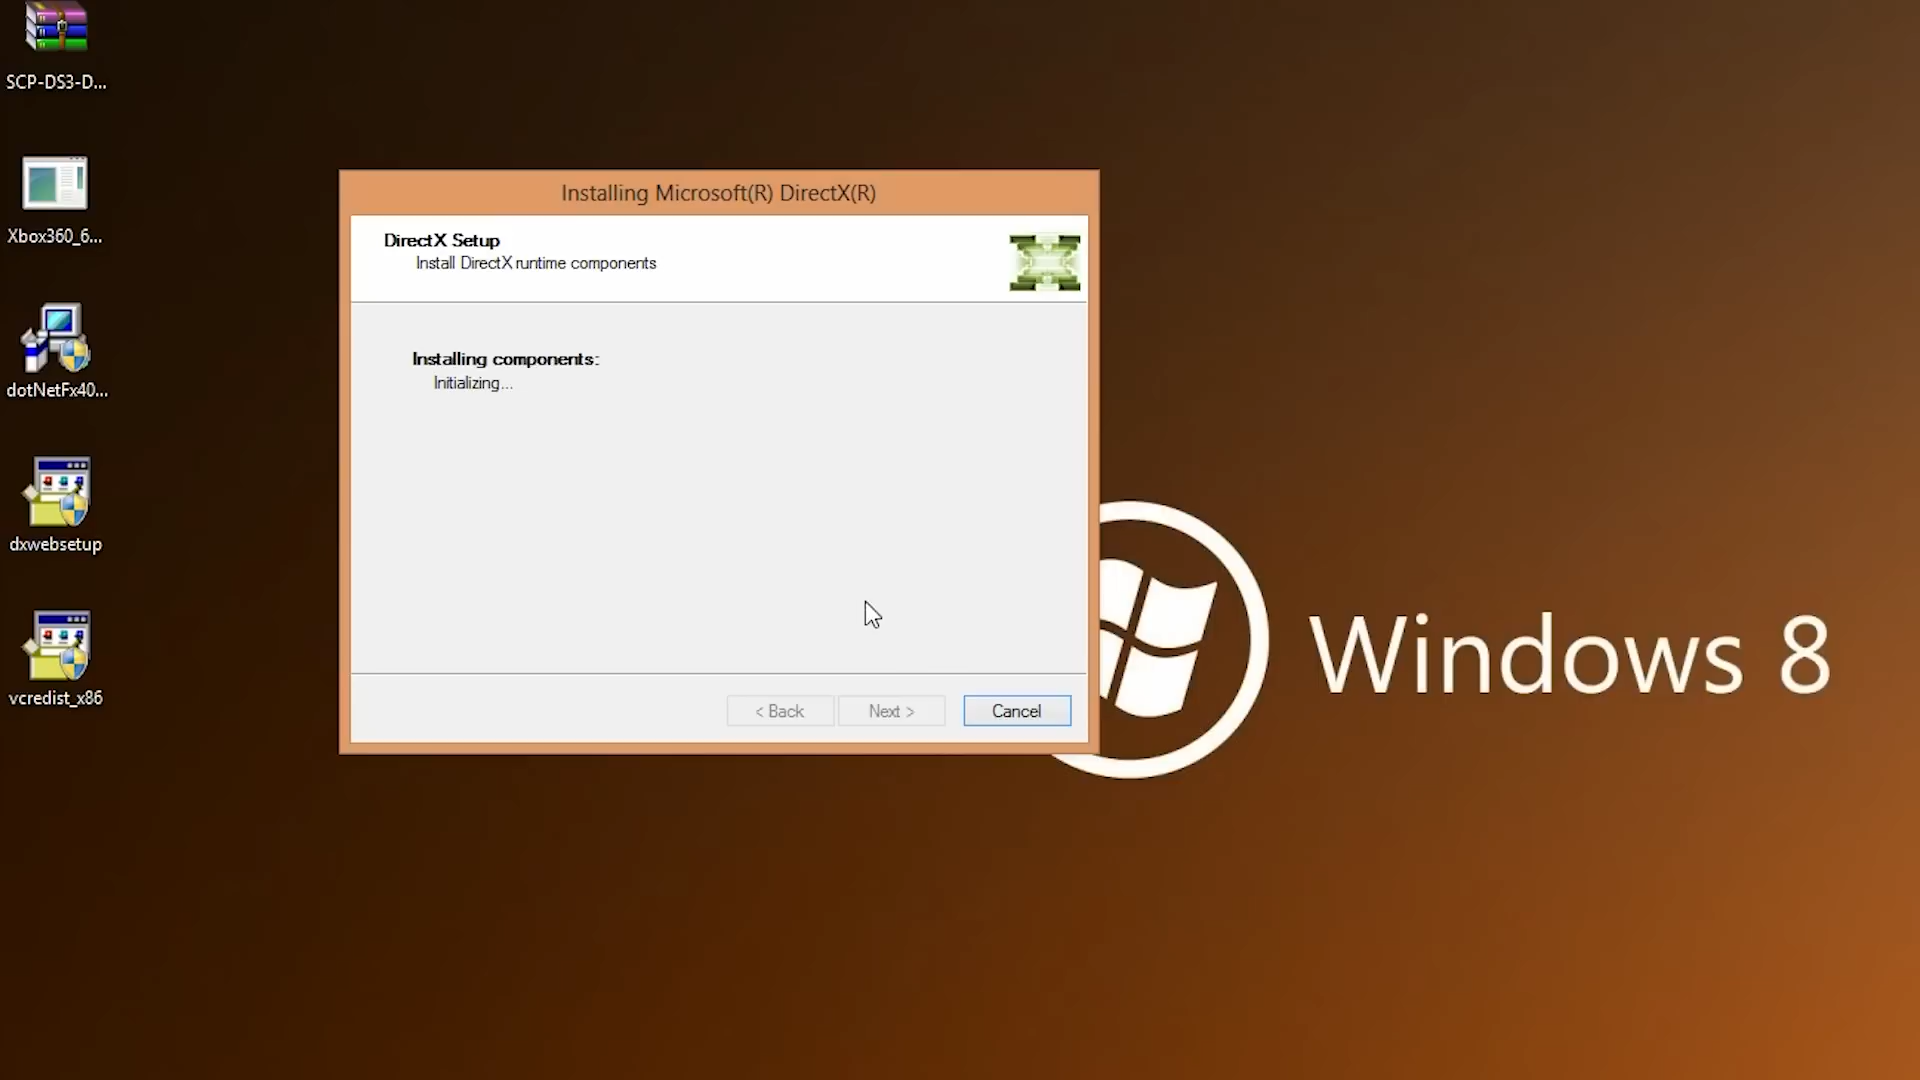 SCP-DS3-D...
Xbox360_6...
dotNetFx40...
dxwebsetup
vcredist_x86
Installing Microsoft(R) DirectX(R)
DirectX Setup
Install DirectX runtime components
Installing components:
Initializing...
< Back
Next >
Cancel
Windows 8